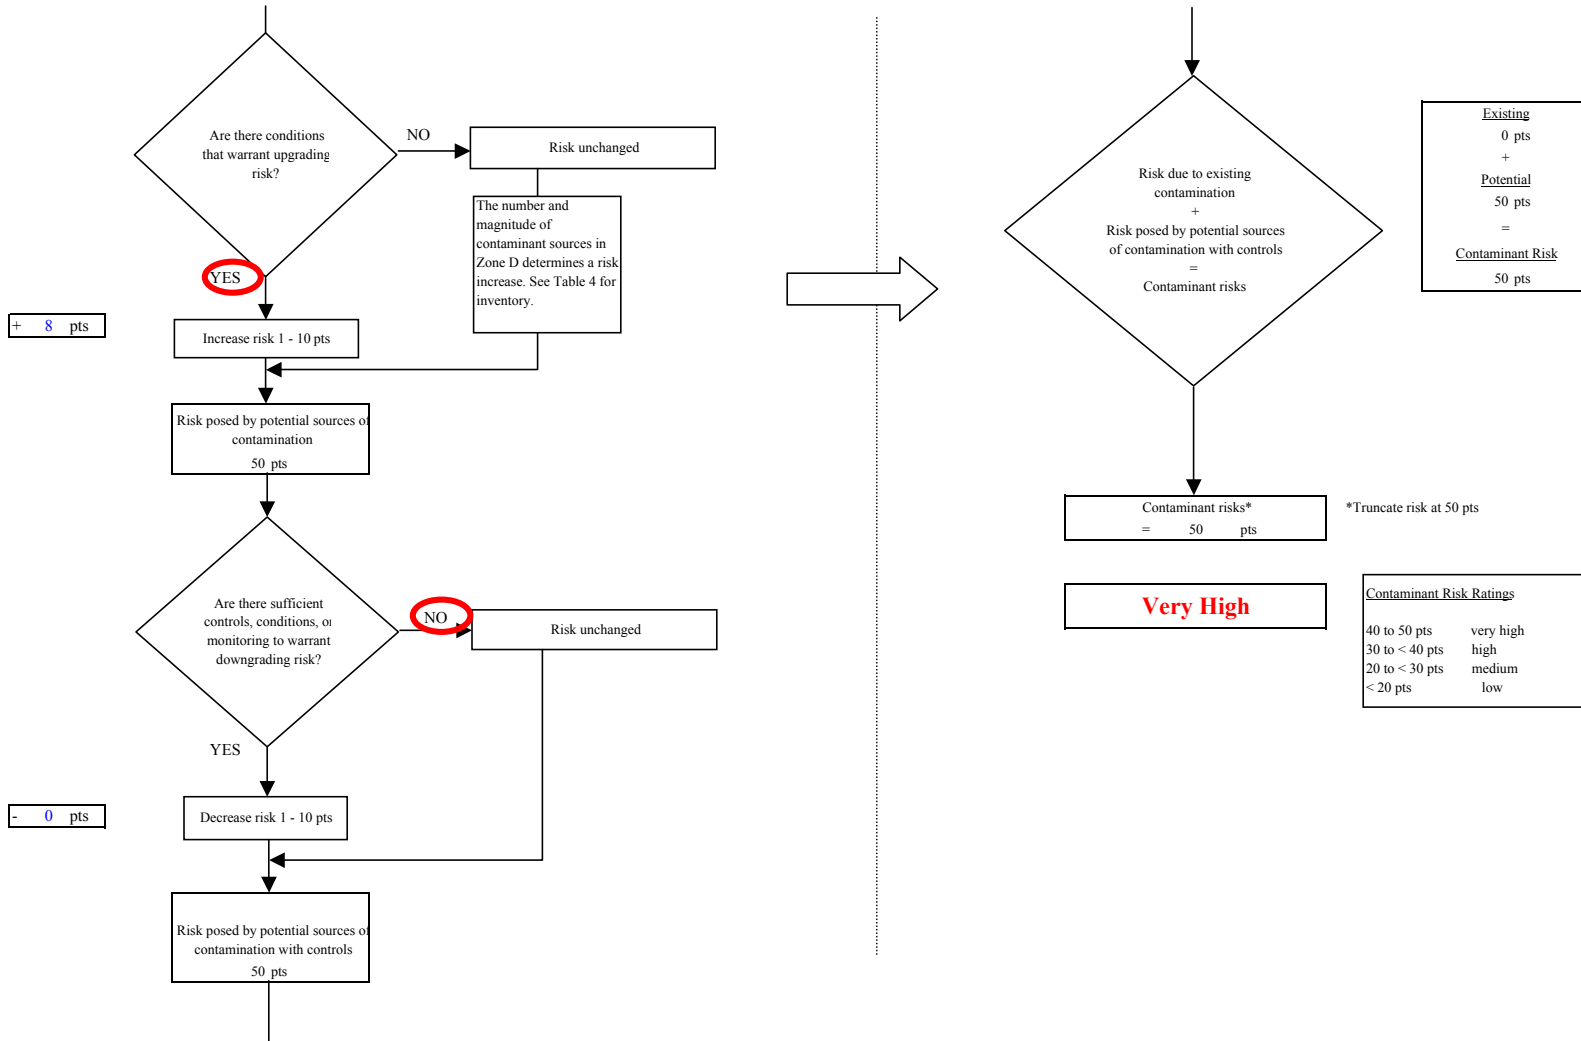 Are there conditions
that warrant upgrading
risk?
NO
Risk unchanged
The number and
magnitude of
contaminant sources in
Zone D determines a risk
increase. See Table 4 for
inventory.
YES
+ 8 pts
Increase risk 1 - 10 pts
Risk posed by potential sources of
contamination
50 pts
Are there sufficient
controls, conditions, or
monitoring to warrant
downgrading risk?
NO
Risk unchanged
YES
- 0 pts
Decrease risk 1 - 10 pts
Risk posed by potential sources of
contamination with controls
50 pts
Risk due to existing
contamination
+
Risk posed by potential sources
of contamination with controls
=
Contaminant risks
Existing
0 pts
+
Potential
50 pts
=
Contaminant Risk
50 pts
Contaminant risks*
= 50 pts
*Truncate risk at 50 pts
Very High
Contaminant Risk Ratings
40 to 50 pts very high
30 to < 40 pts high
20 to < 30 pts medium
< 20 pts low